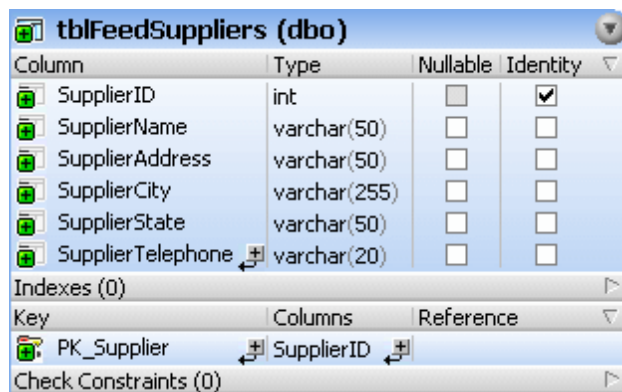 tblFeedSuppliers (dbo)
Column Type Nullable Identity
SupplierID int
SupplierName varchar(50)
SupplierAddress varchar(50)
SupplierCity varchar(255)
SupplierState varchar(50)
SupplierTelephone varchar(20)
Indexes (0)
Key Columns Reference
PK_Supplier SupplierID
Check Constraints (0)